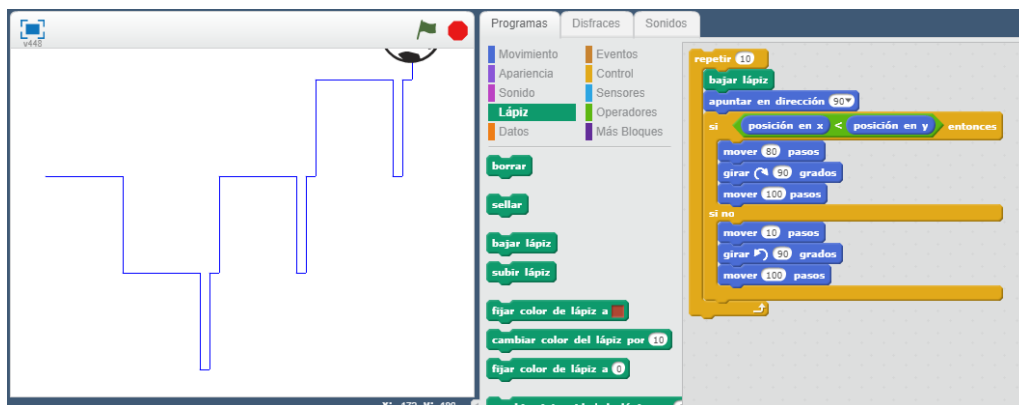 v448
Programas
Disfraces
Sonidos
Movimiento
Eventos
Apariencia
Control
Sonido
Sensores
Lápiz
Operadores
Datos
Más Bloques
borrar
sellar
bajar lápiz
subir lápiz
fijar color de lápiz a
cambiar color del lápiz por 10
fijar color de lápiz a 0
repetir 10
bajar lápiz
apuntar en dirección 90
si posición en x < posición en y entonces
mover 80 pasos
girar 90 grados
mover 100 pasos
si no
mover 10 pasos
girar 90 grados
mover 100 pasos